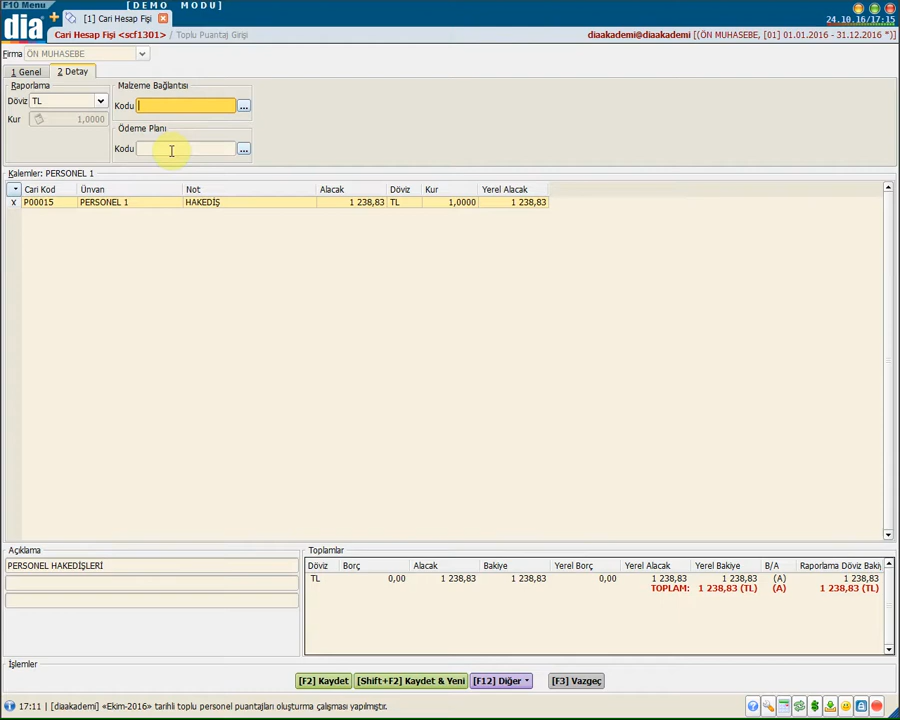 F10 Menu
[ D E M O   M O D U ]
dia
[1] Cari Hesap Fişi
24.10.16/17:15
Cari Hesap Fişi <scf1301> / Toplu Puantaj Girişi
diaakademi@diaakademi [(ÖN MUHASEBE, [01] 01.01.2016 - 31.12.2016 *)]
Firma ÖN MUHASEBE
1 Genel 2 Detay
Raporlama Malzeme Bağlantısı
Döviz TL Kodu ...
Kur 1,0000
Ödeme Planı
Kodu ...
Kalemler: PERSONEL 1
Cari Kod Ünvan Not Alacak Döviz Kur Yerel Alacak
X P00015 PERSONEL 1 HAKEDİŞ 1 238,83 TL 1,0000 1 238,83
Açıklama
PERSONEL HAKEDİŞLERİ
Toplamlar
Döviz Borç Alacak Bakiye Yerel Borç Yerel Alacak Yerel Bakiye B/A Raporlama Döviz Bakiy
TL 0,00 1 238,83 1 238,83 0,00 1 238,83 1 238,83 (A) 1 238,83
TOPLAM: 1 238,83 (TL) (A) 1 238,83 (TL)
İşlemler
[F2] Kaydet [Shift+F2] Kaydet & Yeni [F12] Diğer [F3] Vazgeç
17:11 | [diaakademi] «Ekim-2016» tarihli toplu personel puantajları oluşturma çalışması yapılmıştır.